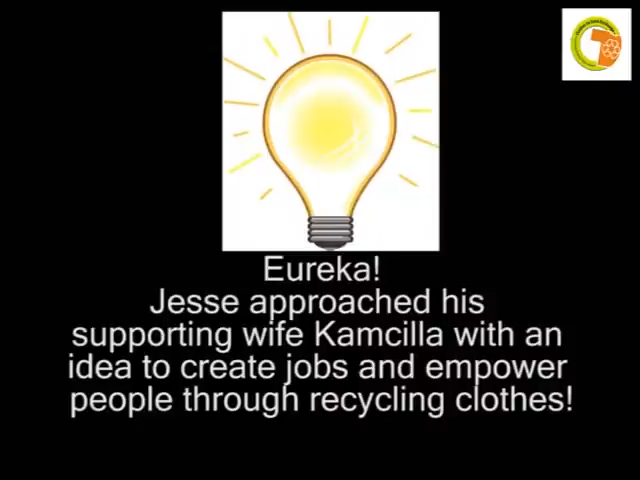 Eureka!
Jesse approached his
supporting wife Kamcilla with an
idea to create jobs and empower
people through recycling clothes!